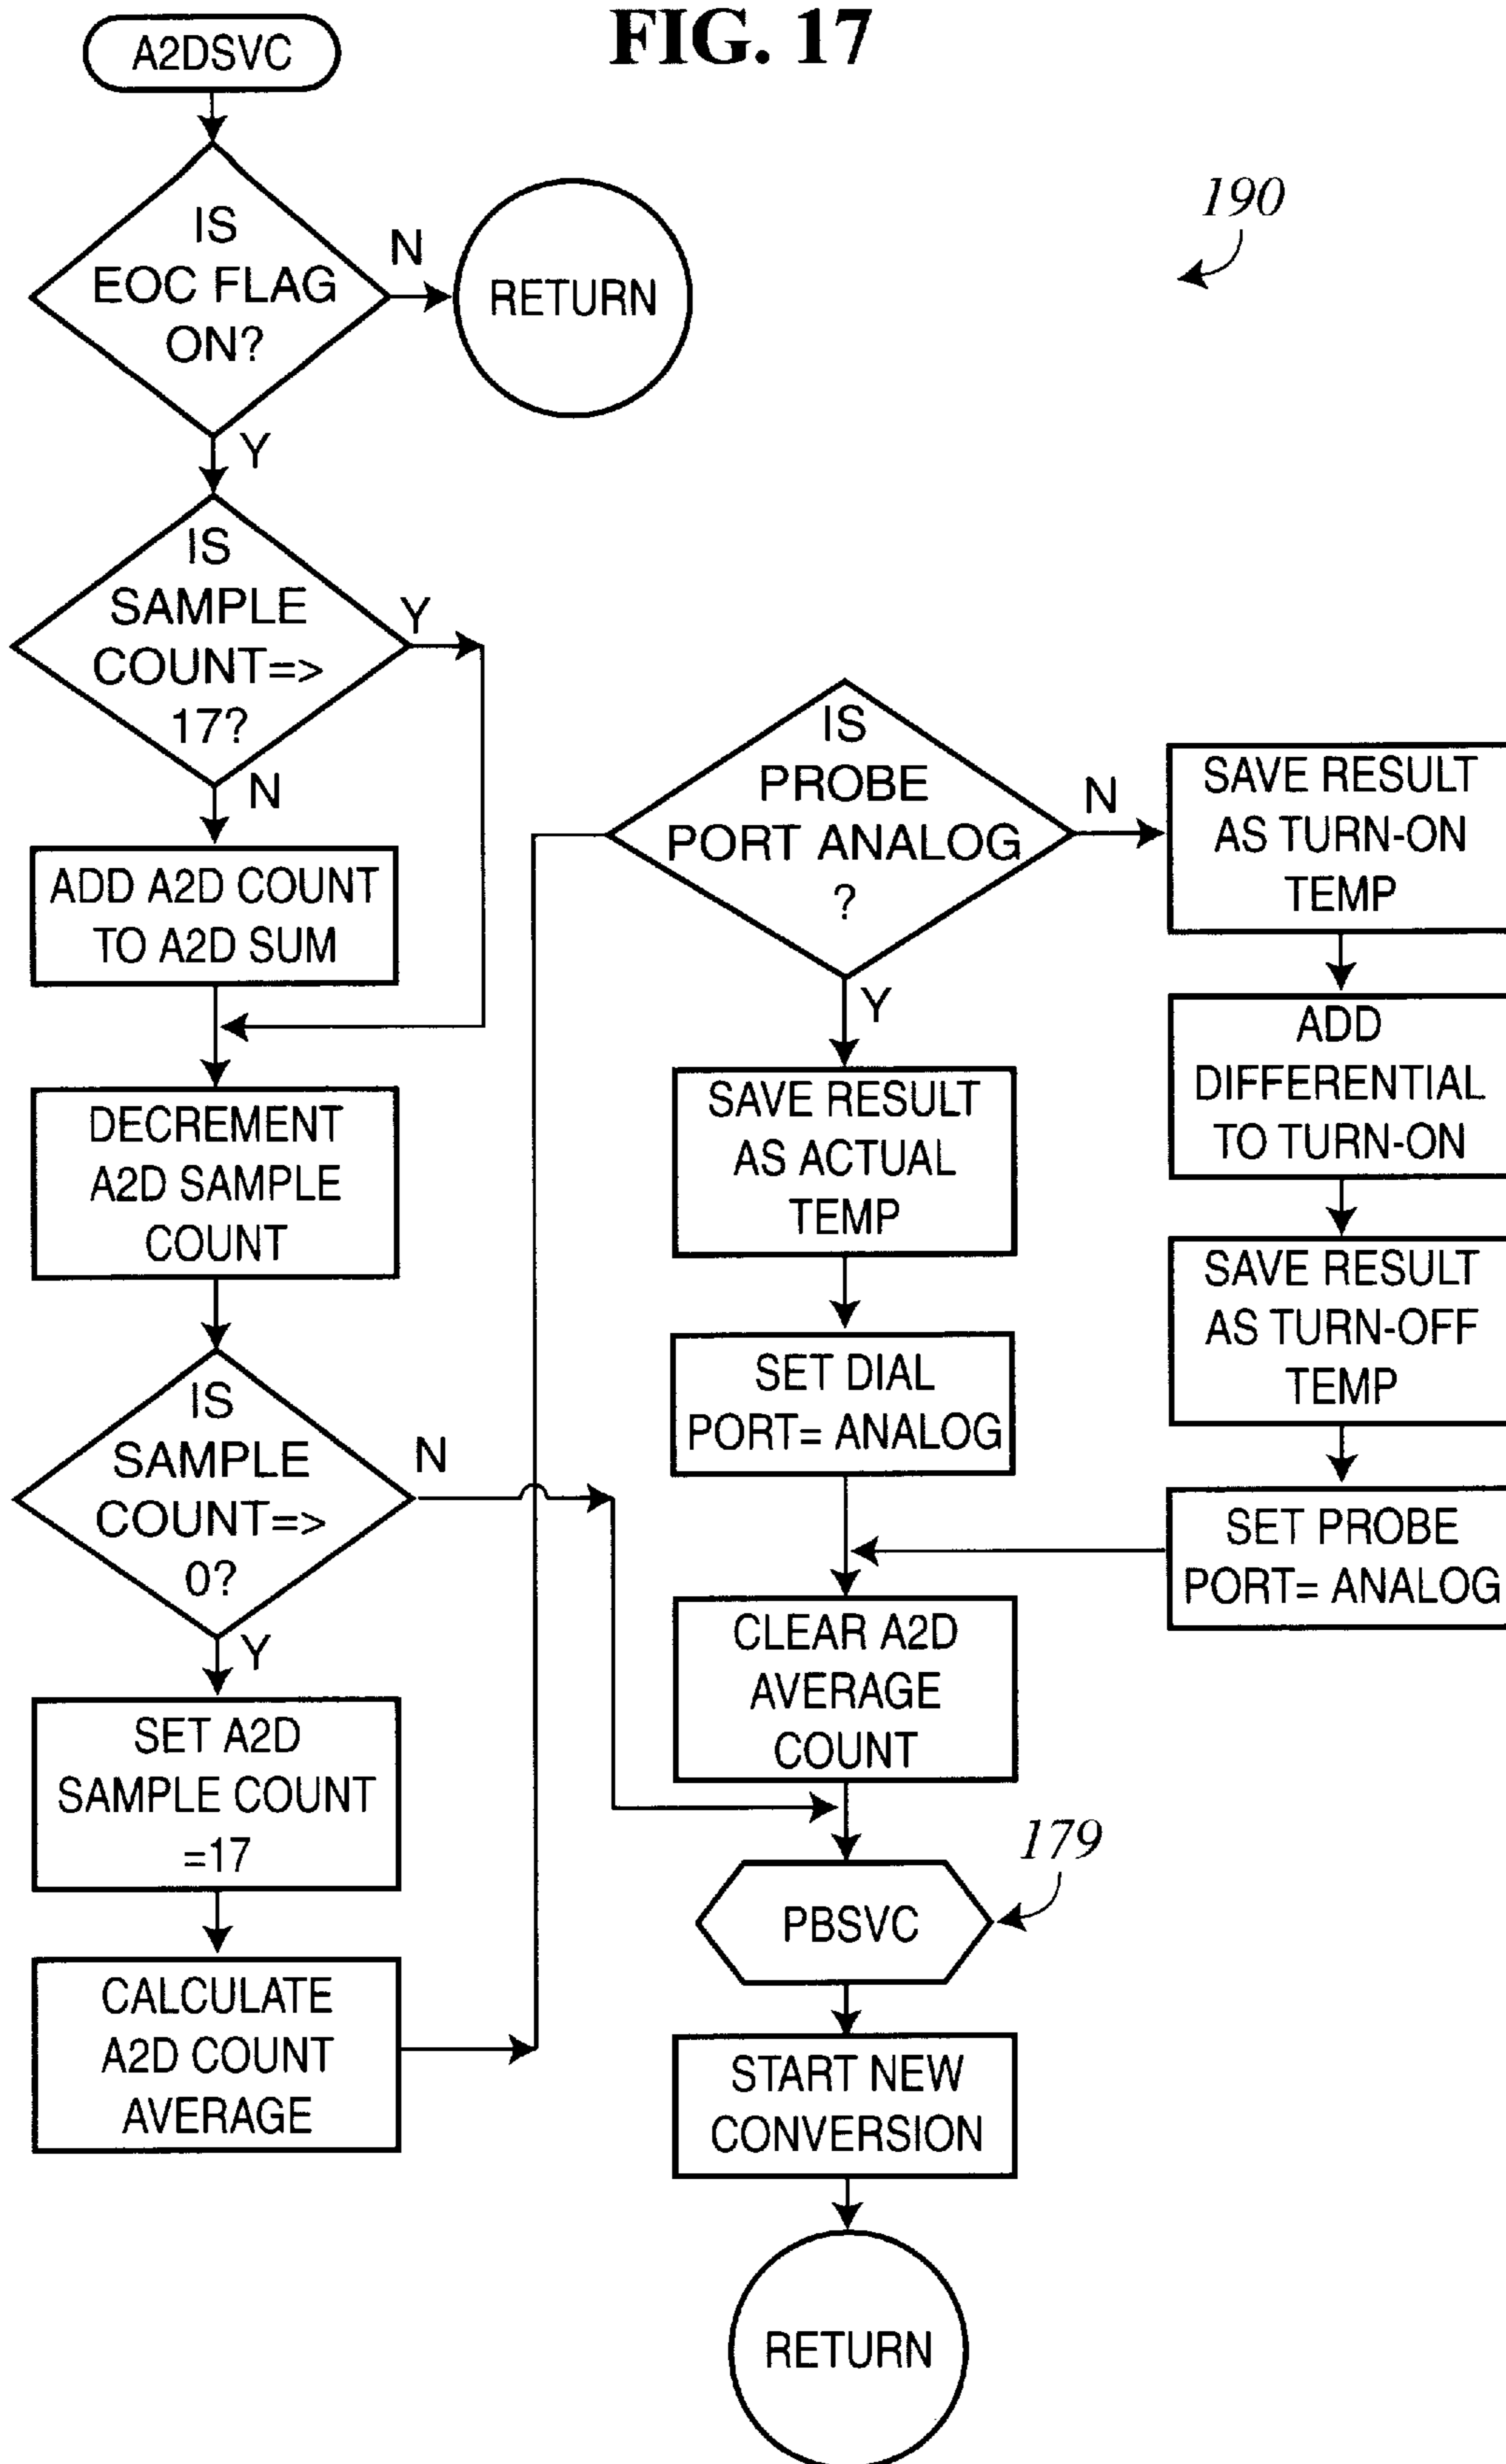 FIG. 17
A2DSVC
190
IS
EOC FLAG
ON?
N
RETURN
Y
IS
SAMPLE
COUNT=>
17?
Y
N
ADD A2D COUNT
TO A2D SUM
DECREMENT
A2D SAMPLE
COUNT
IS
SAMPLE
COUNT=>
0?
N
Y
SET A2D
SAMPLE COUNT
=17
CALCULATE
A2D COUNT
AVERAGE
IS
PROBE
PORT ANALOG
?
N
Y
SAVE RESULT
AS ACTUAL
TEMP
SET DIAL
PORT= ANALOG
SAVE RESULT
AS TURN-ON
TEMP
ADD
DIFFERENTIAL
TO TURN-ON
SAVE RESULT
AS TURN-OFF
TEMP
SET PROBE
PORT= ANALOG
CLEAR A2D
AVERAGE
COUNT
179
PBSVC
START NEW
CONVERSION
RETURN